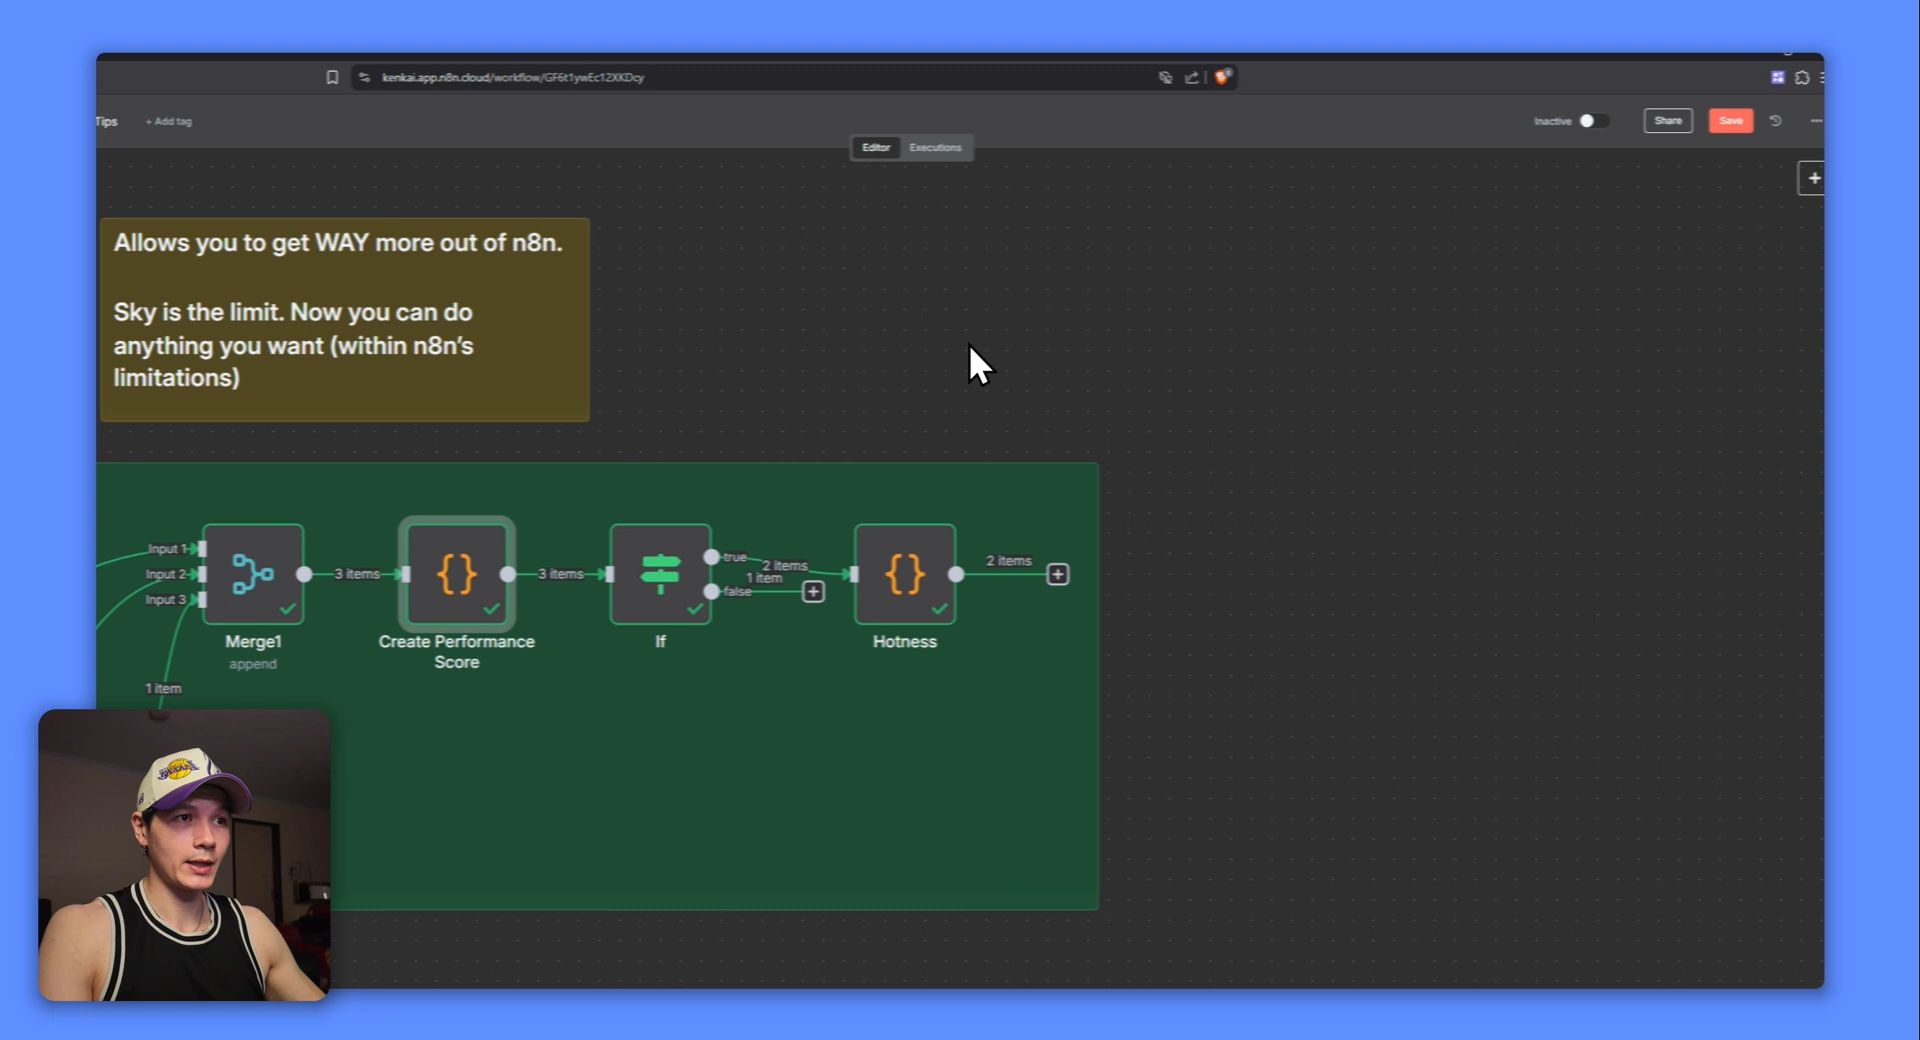 kenkai.app.n8n.cloud/workflow/GF6t1ywEc12XKDcy
Tips
+ Add tag
Inactive
Share
Save
Editor
Executions
Allows you to get WAY more out of n8n.
Sky is the limit. Now you can do
anything you want (within n8n's
limitations)
Input 1
Input 2
Input 3
3 items
3 items
true
2 items
1 item
false
2 items
Merge1
append
Create Performance
Score
If
Hotness
1 item
LAKERS